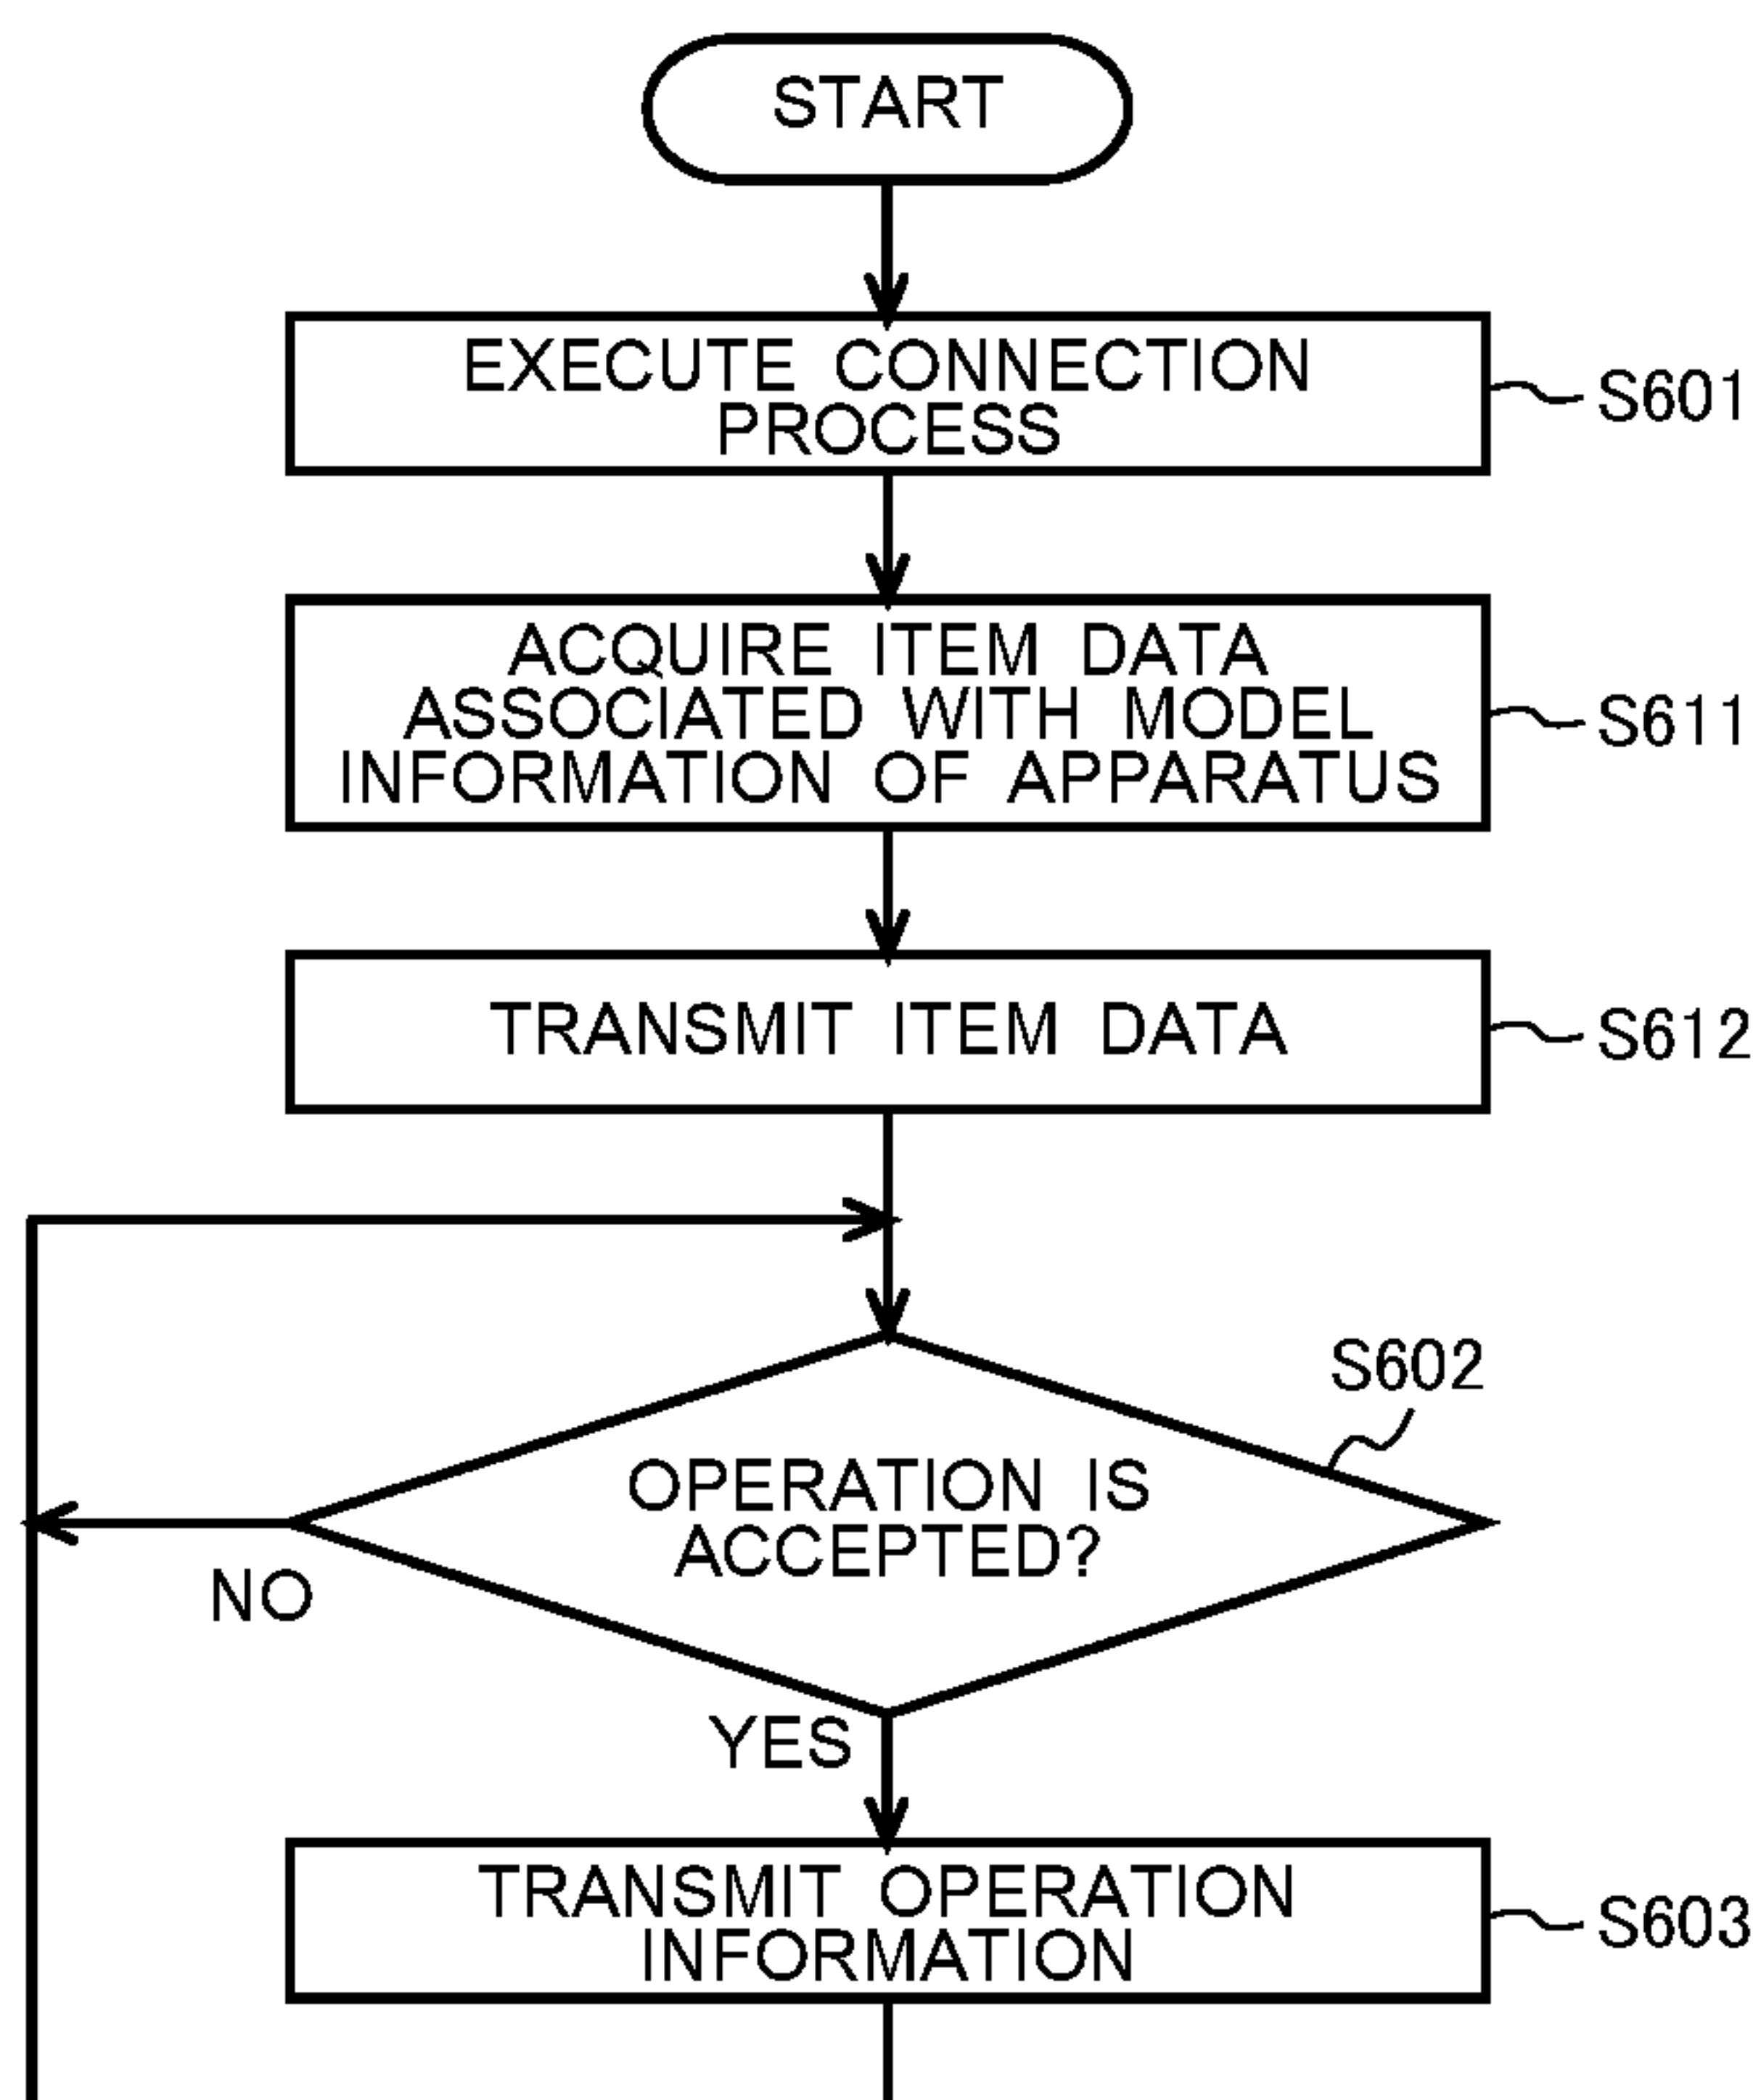 START
EXECUTE CONNECTION
PROCESS
S601
ACQUIRE ITEM DATA
ASSOCIATED WITH MODEL
INFORMATION OF APPARATUS
S611
TRANSMIT ITEM DATA
S612
S602
OPERATION IS
ACCEPTED?
NO
YES
TRANSMIT OPERATION
INFORMATION
S603